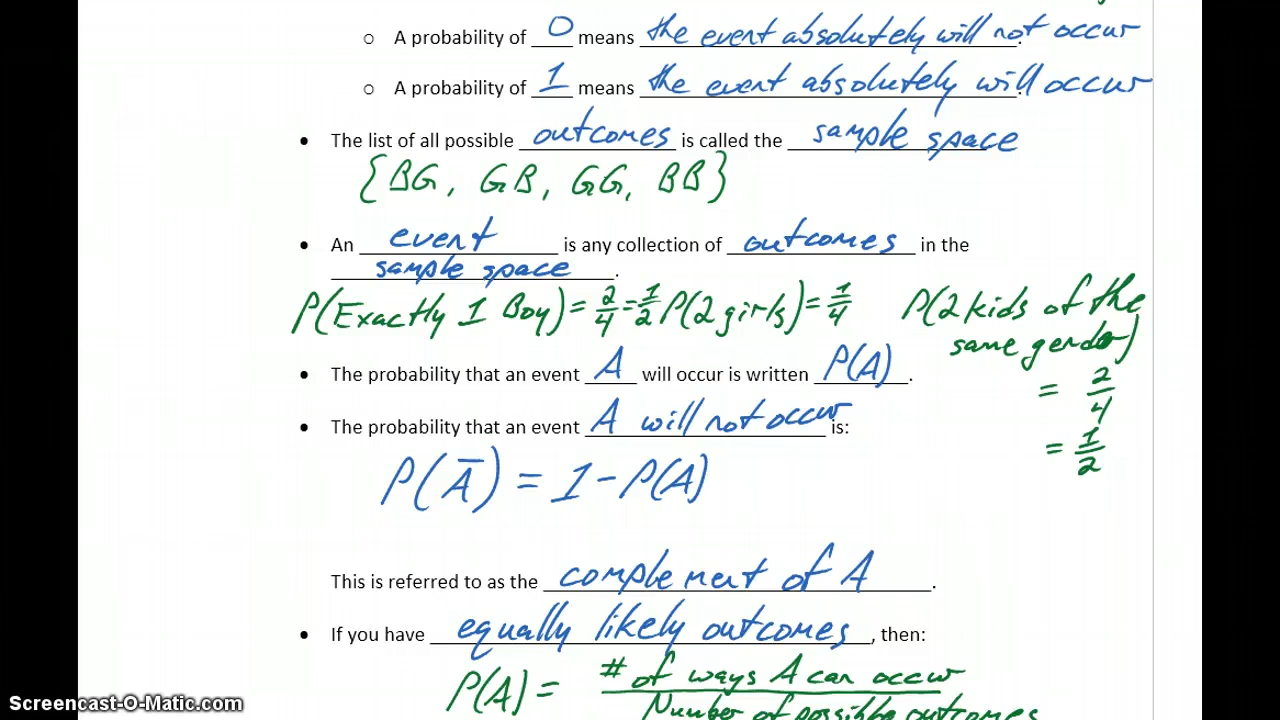 ○ A probability of 0 means the event absolutely will not occur.
○ A probability of 1 means the event absolutely will occur.
• The list of all possible outcomes is called the sample space
{BG, GB, GG, BB}
• An event is any collection of outcomes in the
sample space.
P(Exactly 1 Boy) = 2/4 = 1/2 P(2 girls) = 1/4 P(2 kids of the
same gender)
= 2/4
= 1/2
• The probability that an event A will occur is written P(A).
• The probability that an event A will not occur is:
P(A̅) = 1 - P(A)
This is referred to as the complement of A.
• If you have equally likely outcomes, then:
P(A) = # of ways A can occur
Number of possible outcomes
Screencast-O-Matic.com